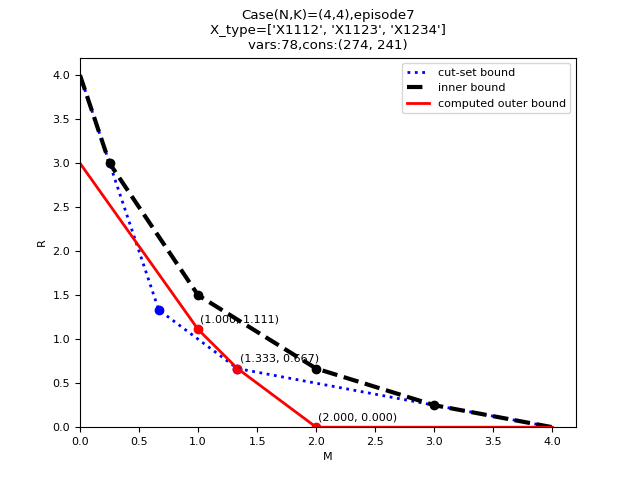 Case(N,K)=(4,4),episode7
X_type=['X1112', 'X1123', 'X1234']
vars:78,cons:(274, 241)
cut-set bound
inner bound
computed outer bound
R
4.0
3.5
3.0
2.5
2.0
1.5
1.0
0.5
0.0
(1.000, 1.111)
(1.333, 0.667)
(2.000, 0.000)
0.0 0.5 1.0 1.5 2.0 2.5 3.0 3.5 4.0
M